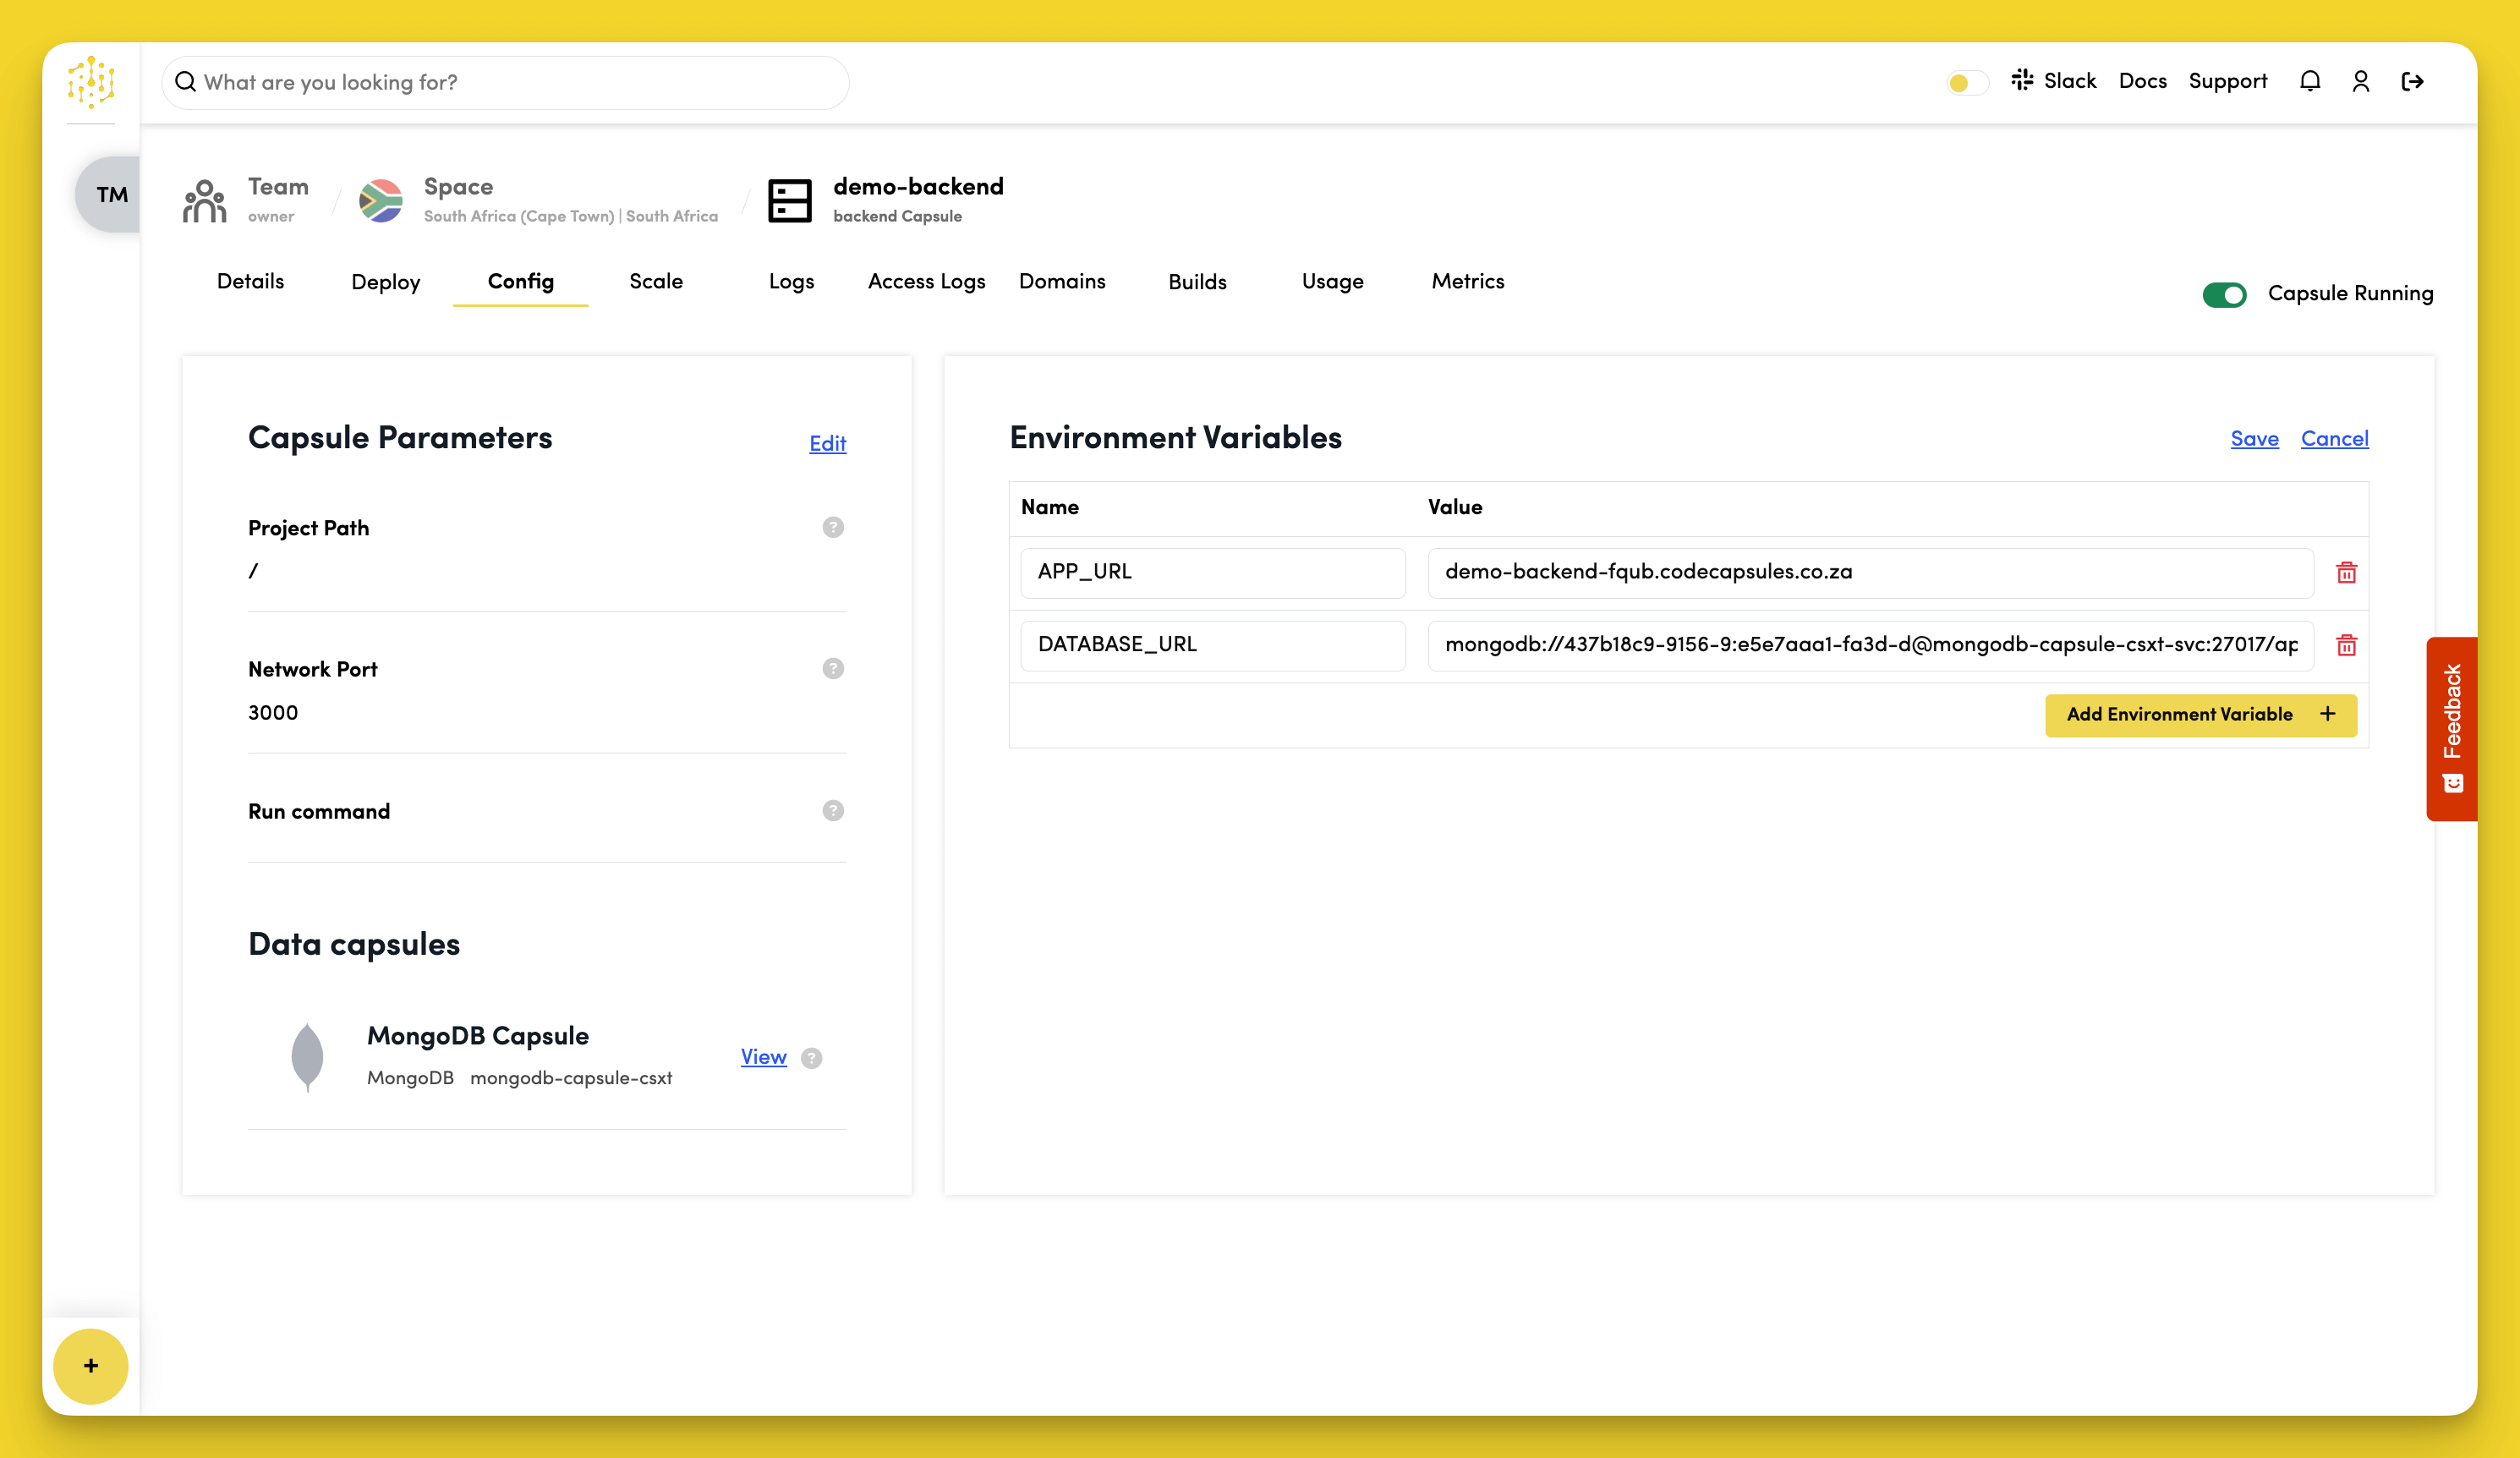 What are you looking for?
Slack Docs Support
TM
Team
owner
/
Space
South Africa (Cape Town) | South Africa
/
demo-backend
backend Capsule
Details Deploy Config Scale Logs Access Logs Domains Builds Usage Metrics
Capsule Running
Capsule Parameters
Edit
Project Path
?
/
Network Port
?
3000
Run command
?
Data capsules
MongoDB Capsule
MongoDB mongodb-capsule-csxt
View
?
Environment Variables
Save Cancel
Name Value
APP_URL demo-backend-fqub.codecapsules.co.za
DATABASE_URL mongodb://437b18c9-9156-9:e5e7aaa1-fa3d-d@mongodb-capsule-csxt-svc:27017/ap
Add Environment Variable +
Feedback
+